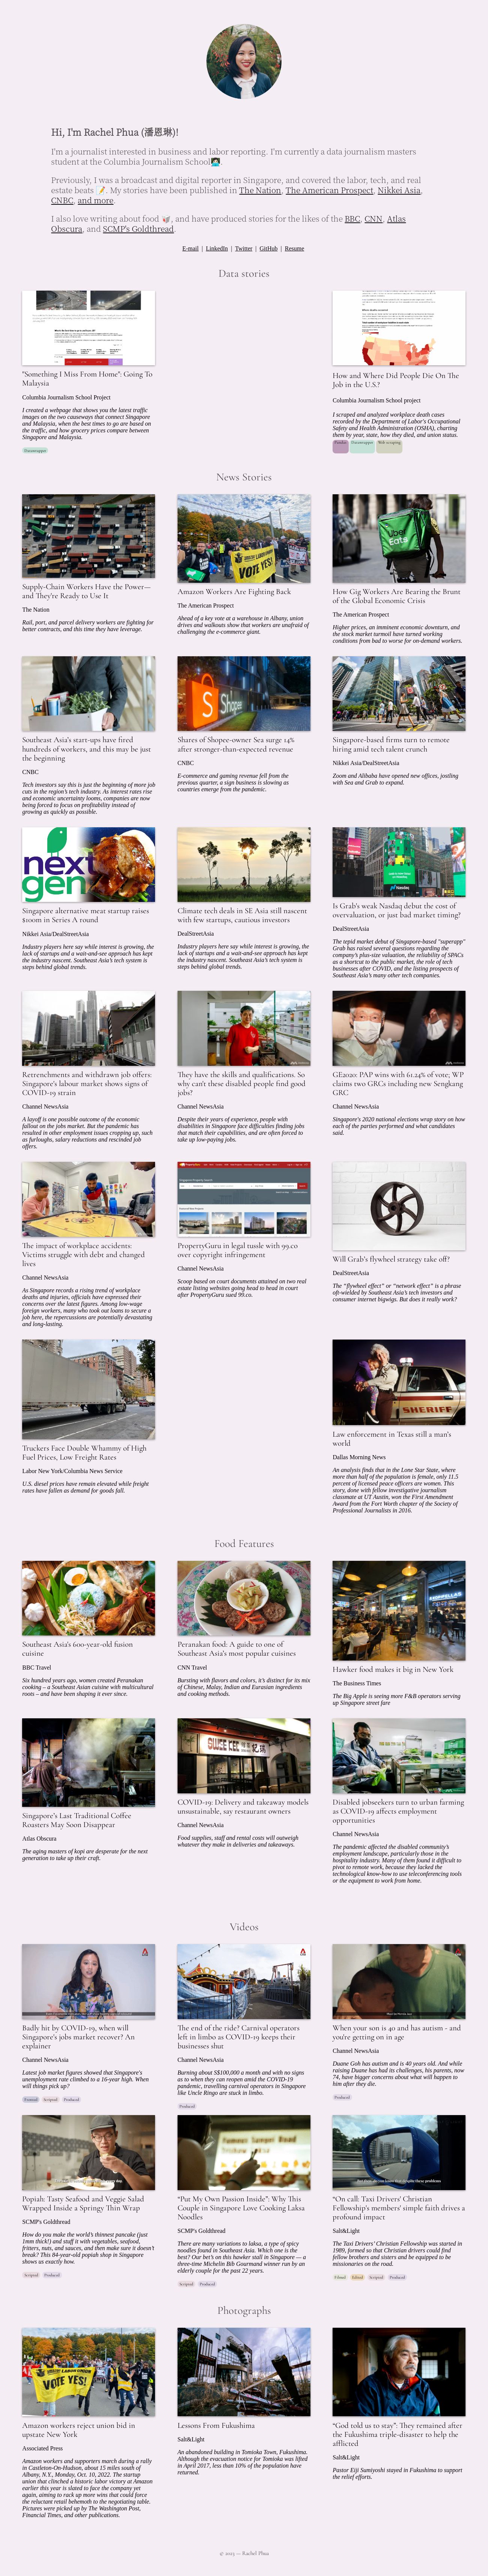 Hi, I'm Rachel Phua (潘恩琳)!
I'm a journalist interested in business and labor reporting. I'm currently a data journalism masters
student at the Columbia Journalism School👩🏻‍💻
Previously, I was a broadcast and digital reporter in Singapore, and covered the labor, tech, and real
estate beats 📝. My stories have been published in The Nation, The American Prospect, Nikkei Asia,
CNBC, and more.
I also love writing about food 🥡, and have produced stories for the likes of the BBC, CNN, Atlas
Obscura, and SCMP's Goldthread.
E-mail | LinkedIn | Twitter | GitHub | Resume
Data stories
"Something I Miss From Home": Going To
Malaysia
Columbia Journalism School Project
I created a webpage that shows you the latest traffic
images on the two causeways that connect Singapore
and Malaysia, when the best times to go are based on
the traffic, and how grocery prices compare between
Singapore and Malaysia.
Datawrapper
How and Where Did People Die On The
Job in the U.S.?
Columbia Journalism School project
I scraped and analyzed workplace death cases
recorded by the Department of Labor's Occupational
Safety and Health Administration (OSHA), charting
them by year, state, how they died, and union status.
Pandas Datawrapper Web scraping
News Stories
Supply-Chain Workers Have the Power—
and They're Ready to Use It
The Nation
Rail, port, and parcel delivery workers are fighting for
better contracts, and this time they have leverage.
VOTE YES!
Amazon Workers Are Fighting Back
The American Prospect
Ahead of a key vote at a warehouse in Albany, union
drives and walkouts show that workers are unafraid of
challenging the e-commerce giant.
Uber
Eats
How Gig Workers Are Bearing the Brunt
of the Global Economic Crisis
The American Prospect
Higher prices, an imminent economic downturn, and
the stock market turmoil have turned working
conditions from bad to worse for on-demand workers.
Southeast Asia's start-ups have fired
hundreds of workers, and this may be just
the beginning
CNBC
Tech investors say this is just the beginning of more job
cuts in the region's tech industry. As interest rates rise
and economic uncertainty looms, companies are now
being forced to focus on profitability instead of
growing as quickly as possible.
Shares of Shopee-owner Sea surge 14%
after stronger-than-expected revenue
CNBC
E-commerce and gaming revenue fell from the
previous quarter, a sign business is slowing as
countries emerge from the pandemic.
Singapore-based firms turn to remote
hiring amid tech talent crunch
Nikkei Asia/DealStreetAsia
Zoom and Alibaba have opened new offices, jostling
with Sea and Grab to expand.
next
gen
Singapore alternative meat startup raises
$100m in Series A round
Nikkei Asia/DealStreetAsia
Industry players here say while interest is growing, the
lack of startups and a wait-and-see approach has kept
the industry nascent. Southeast Asia's tech system is
steps behind global trends.
Climate tech deals in SE Asia still nascent
with few startups, cautious investors
DealStreetAsia
Industry players here say while interest is growing, the
lack of startups and a wait-and-see approach has kept
the industry nascent. Southeast Asia's tech system is
steps behind global trends.
Is Grab's weak Nasdaq debut the cost of
overvaluation, or just bad market timing?
DealStreetAsia
The tepid market debut of Singapore-based "superapp"
Grab has raised several questions regarding the
company's plus-size valuation, the reliability of SPACs
as a shortcut to the public market, the role of tech
businesses after COVID, and the listing prospects of
Southeast Asia's many other tech companies.
Retrenchments and withdrawn job offers:
Singapore's labour market shows signs of
COVID-19 strain
Channel NewsAsia
A layoff is one possible outcome of the economic
fallout on the jobs market. But the pandemic has
resulted in other employment issues cropping up, such
as furloughs, salary reductions and rescinded job
offers.
They have the skills and qualifications. So
why can't these disabled people find good
jobs?
Channel NewsAsia
Despite their years of experience, people with
disabilities in Singapore face difficulties finding jobs
that match their capabilities, and are often forced to
take up low-paying jobs.
GE2020: PAP wins with 61.24% of vote; WP
claims two GRCs including new Sengkang
GRC
Channel NewsAsia
Singapore's 2020 national elections wrap story on how
each of the parties performed and what candidates
said.
The impact of workplace accidents:
Victims struggle with debt and changed
lives
Channel NewsAsia
As Singapore records a rising trend of workplace
deaths and injuries, officials have expressed their
concerns over the latest figures. Among low-wage
foreign workers, many who took out loans to secure a
job here, the repercussions are potentially devastating
and long-lasting.
PropertyGuru in legal tussle with 99.co
over copyright infringement
Channel NewsAsia
Scoop based on court documents attained on two real
estate listing websites going head to head in court
after PropertyGuru sued 99.co.
Will Grab's flywheel strategy take off?
DealStreetAsia
The "flywheel effect" or "network effect" is a phrase
oft-wielded by Southeast Asia's tech investors and
consumer internet bigwigs. But does it really work?
Truckers Face Double Whammy of High
Fuel Prices, Low Freight Rates
Labor New York/Columbia News Service
U.S. diesel prices have remain elevated while freight
rates have fallen as demand for goods fall.
SHERIFF
Law enforcement in Texas still a man's
world
Dallas Morning News
An analysis finds that in the Lone Star State, where
more than half of the population is female, only 11.5
percent of licensed peace officers are women. This
story, done with fellow investigative journalism
classmate at UT Austin, won the First Amendment
Award from the Fort Worth chapter of the Society of
Professional Journalists in 2016.
Food Features
Southeast Asia's 600-year-old fusion
cuisine
BBC Travel
Six hundred years ago, women created Peranakan
cooking – a Southeast Asian cuisine with multicultural
roots – and have been shaping it ever since.
Peranakan food: A guide to one of
Southeast Asia's most popular cuisines
CNN Travel
Bursting with flavors and colors, it's distinct for its mix
of Chinese, Malay, Indian and Eurasian ingredients
and cooking methods.
Hawker food makes it big in New York
The Business Times
The Big Apple is seeing more F&B operators serving
up Singapore street fare
Singapore's Last Traditional Coffee
Roasters May Soon Disappear
Atlas Obscura
The aging masters of kopi are desperate for the next
generation to take up their craft.
COVID-19: Delivery and takeaway models
unsustainable, say restaurant owners
Channel NewsAsia
Food supplies, staff and rental costs will outweigh
whatever they make in deliveries and takeaways.
Disabled jobseekers turn to urban farming
as COVID-19 affects employment
opportunities
Channel NewsAsia
The pandemic affected the disabled community's
employment landscape, particularly those in the
hospitality industry. Many of them found it difficult to
pivot to remote work, because they lacked the
technological know-how to use teleconferencing tools
or the equipment to work from home.
Videos
Badly hit by COVID-19, when will
Singapore's jobs market recover? An
explainer
Channel NewsAsia
Latest job market figures showed that Singapore's
unemployment rate climbed to a 16-year high. When
will things pick up?
Scripted Produced
The end of the ride? Carnival operators
left in limbo as COVID-19 keeps their
businesses shut
Channel NewsAsia
Burning about S$100,000 a month and with no signs
as to when they can reopen amid the COVID-19
pandemic, travelling carnival operators in Singapore
like Uncle Ringo are stuck in limbo.
Produced
When your son is 40 and has autism - and
you're getting on in age
Channel NewsAsia
Duane Goh has autism and is 40 years old. And while
raising Duane has had its challenges, his parents, now
74, have bigger concerns about what will happen to
him after they die.
Produced
Popiah: Tasty Seafood and Veggie Salad
Wrapped Inside a Springy Thin Wrap
SCMP's Goldthread
How do you make the world's thinnest pancake (just
1mm thick!) and stuff it with vegetables, seafood,
fritters, nuts, and sauces, and then make sure it doesn't
break? This 84-year-old popiah shop in Singapore
shows us exactly how.
Scripted Produced
"Put My Own Passion Inside": Why This
Couple in Singapore Love Cooking Laksa
Noodles
SCMP's Goldthread
There are many variations to laksa, a type of spicy
noodles found in Southeast Asia. Which one is the
best? Our bet's on this hawker stall in Singapore — a
three-time Michelin Bib Gourmand winner run by an
elderly couple for the past 22 years.
Scripted Produced
"On call: Taxi Drivers' Christian
Fellowship's members' simple faith drives a
profound impact
Salt&Light
The Taxi Drivers' Christian Fellowship was started in
1989, formed so that Christian drivers could find
fellow brothers and sisters and be equipped to be
missionaries on the road.
Filmed Edited Scripted Produced
Photographs
VOTE YES!
Amazon workers reject union bid in
upstate New York
Associated Press
Amazon workers and supporters march during a rally
in Castleton-On-Hudson, about 15 miles south of
Albany, N.Y., Monday, Oct. 10, 2022. The startup
union that clinched a historic labor victory at Amazon
earlier this year is slated to face the company yet
again, aiming to rack up more wins that could force
the reluctant retail behemoth to the negotiating table.
Pictures were picked up by The Washington Post,
Financial Times, and other publications.
Lessons From Fukushima
Salt&Light
An abandoned building in Tomioka Town, Fukushima.
Although the evacuation notice for Tomioka was lifted
in April 2017, less than 10% of the population have
returned.
"God told us to stay": They remained after
the Fukushima triple-disaster to help the
afflicted
Salt&Light
Pastor Eiji Sumiyoshi stayed in Fukushima to support
the relief efforts.
© 2023 — Rachel Phua